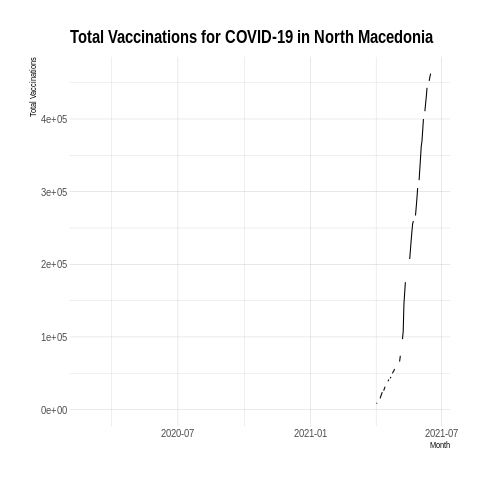 Total Vaccinations for COVID-19 in North Macedonia
Total Vaccinations
4e+05
3e+05
2e+05
1e+05
0e+00
2020-07
2021-01
2021-07
Month